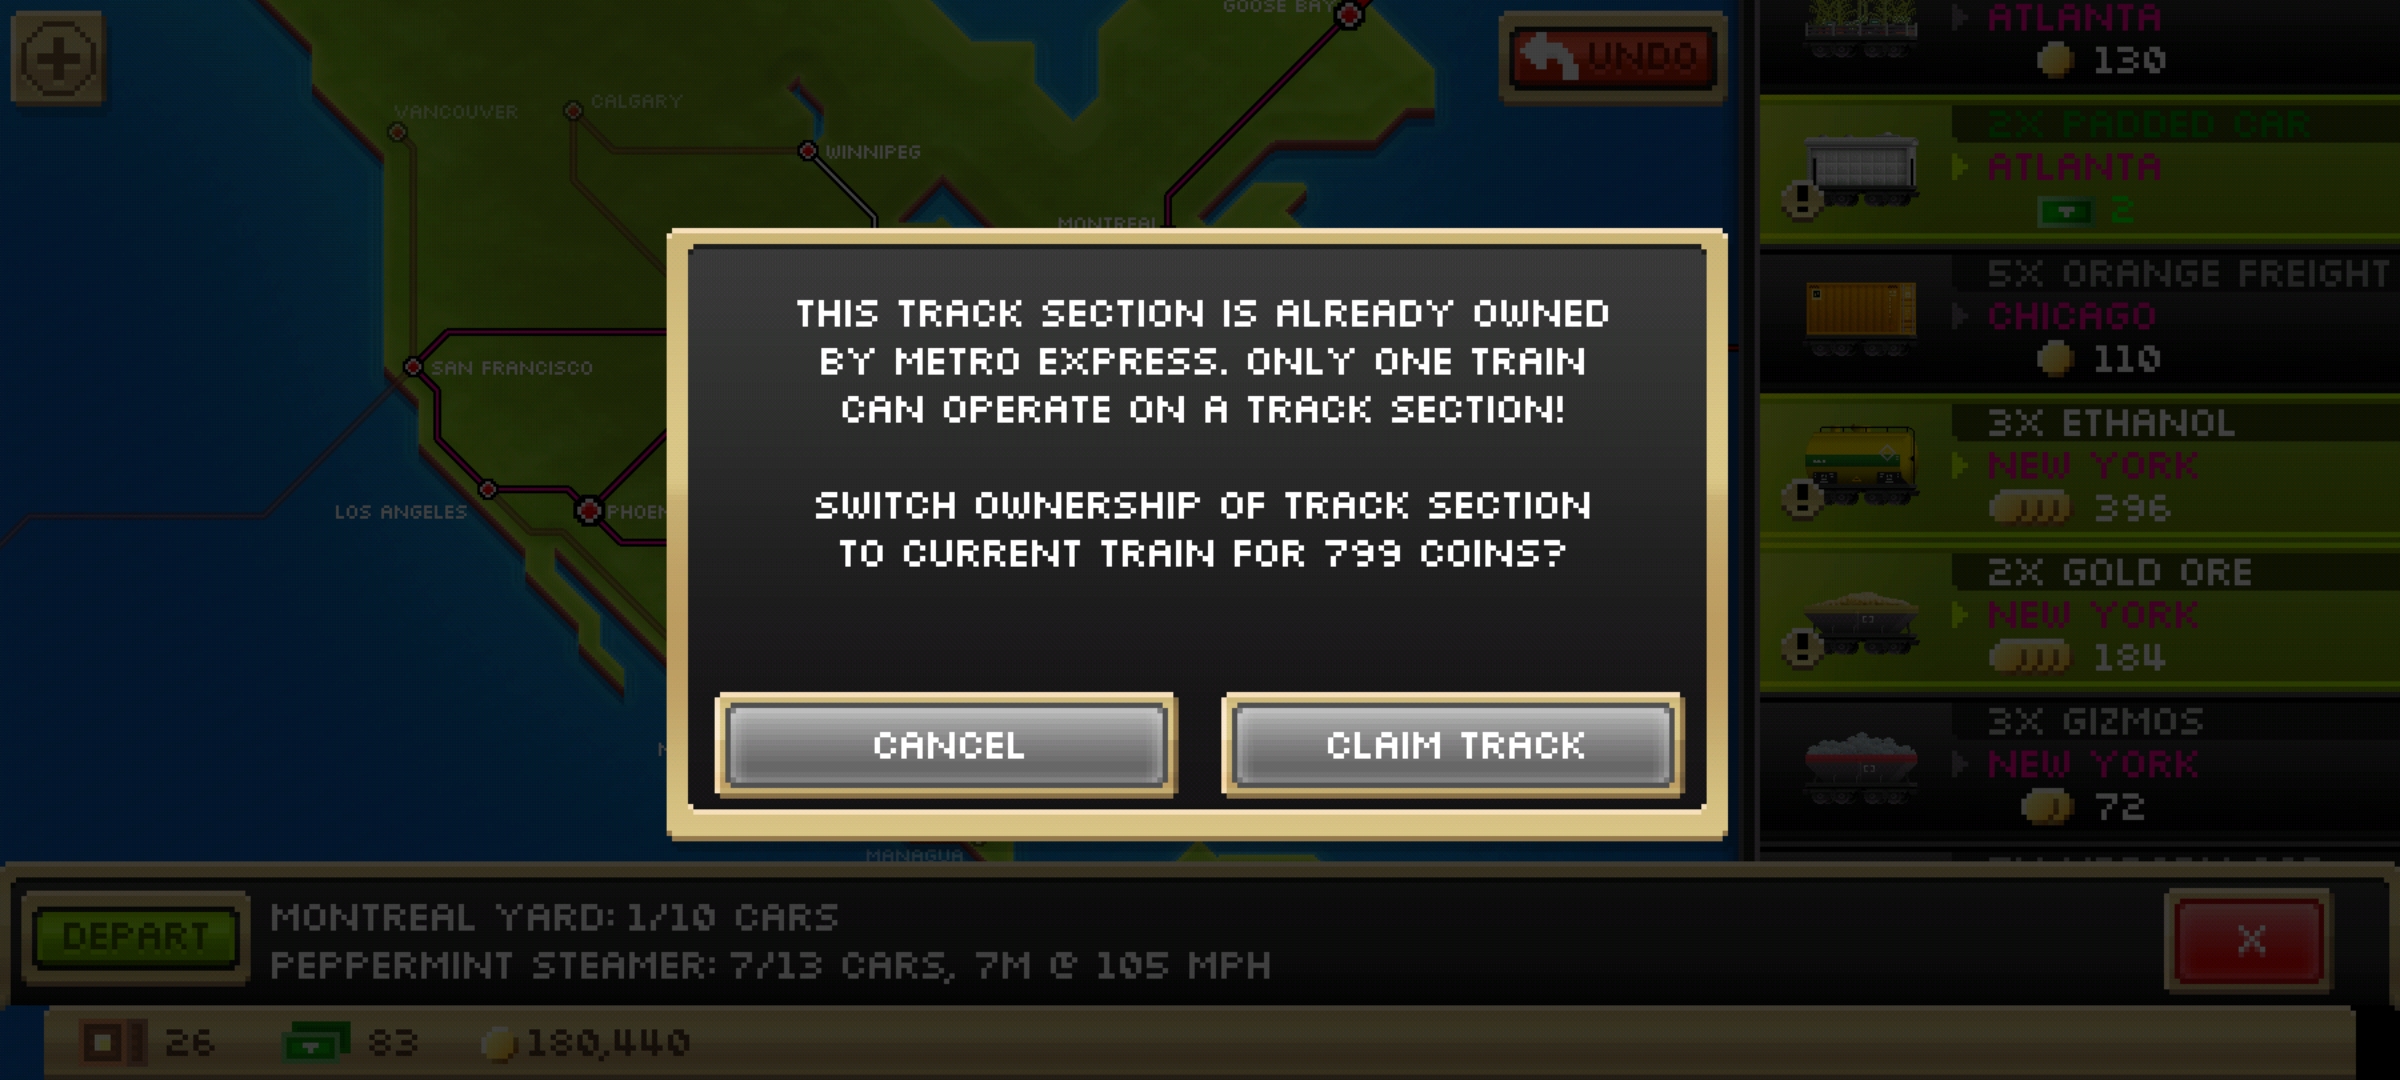 GOOSE BAY
UNDO
VANCOUVER
CALGARY
WINNIPEG
MONTREAL
SAN FRANCISCO
LOS ANGELES
MANAGUA
THIS TRACK SECTION IS ALREADY OWNED
BY METRO EXPRESS. ONLY ONE TRAIN
CAN OPERATE ON A TRACK SECTION!
SWITCH OWNERSHIP OF TRACK SECTION
TO CURRENT TRAIN FOR 799 COINS?
CANCEL
CLAIM TRACK
ATLANTA
130
2X PADDED CAR
ATLANTA
2
5X ORANGE FREIGHT
CHICAGO
110
3X ETHANOL
NEW YORK
396
2X GOLD ORE
NEW YORK
184
3X GIZMOS
NEW YORK
72
DEPART
MONTREAL YARD: 1/10 CARS
PEPPERMINT STEAMER: 7/13 CARS, 7M @ 105 MPH
X
26
83
180,440